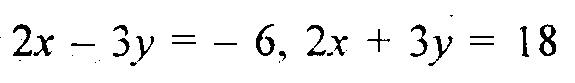 2x – 3y = – 6, 2x + 3y = 18